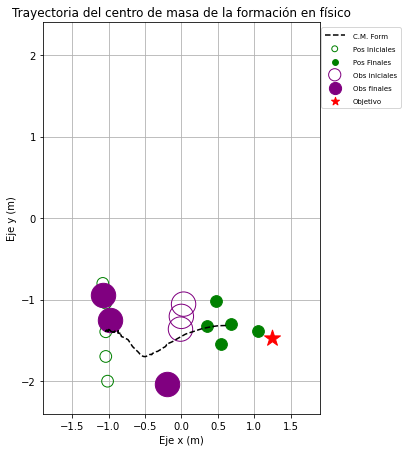 Trayectoria del centro de masa de la formación en físico
C.M. Form
Pos Iniciales
Pos Finales
Obs iniciales
Obs finales
Objetivo
Eje y (m)
2
1
0
−1
−2
−1.5
−1.0
−0.5
0.0
0.5
1.0
1.5
Eje x (m)